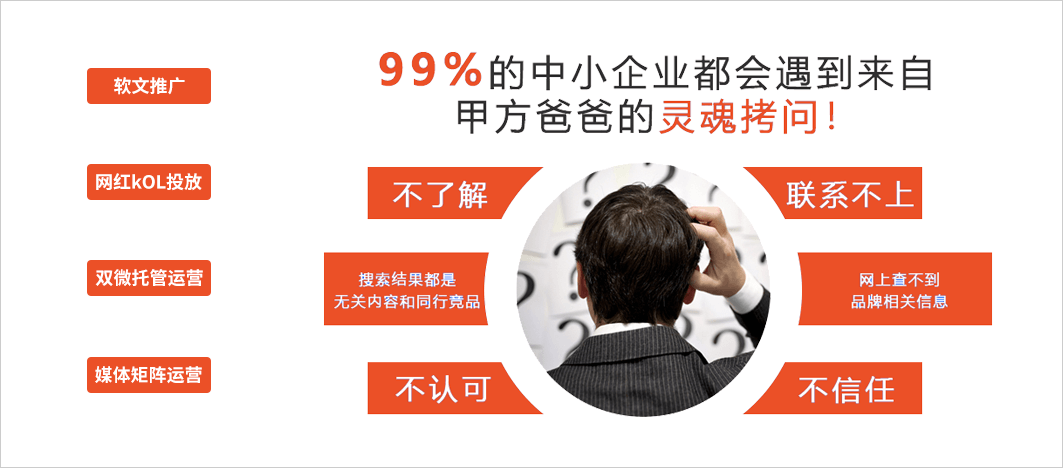 软文推广
网红kOL投放
双微托管运营
媒体矩阵运营
99%的中小企业都会遇到来自
甲方爸爸的灵魂拷问！
不了解
联系不上
搜索结果都是
无关内容和同行竞品
网上查不到
品牌相关信息
不认可
不信任